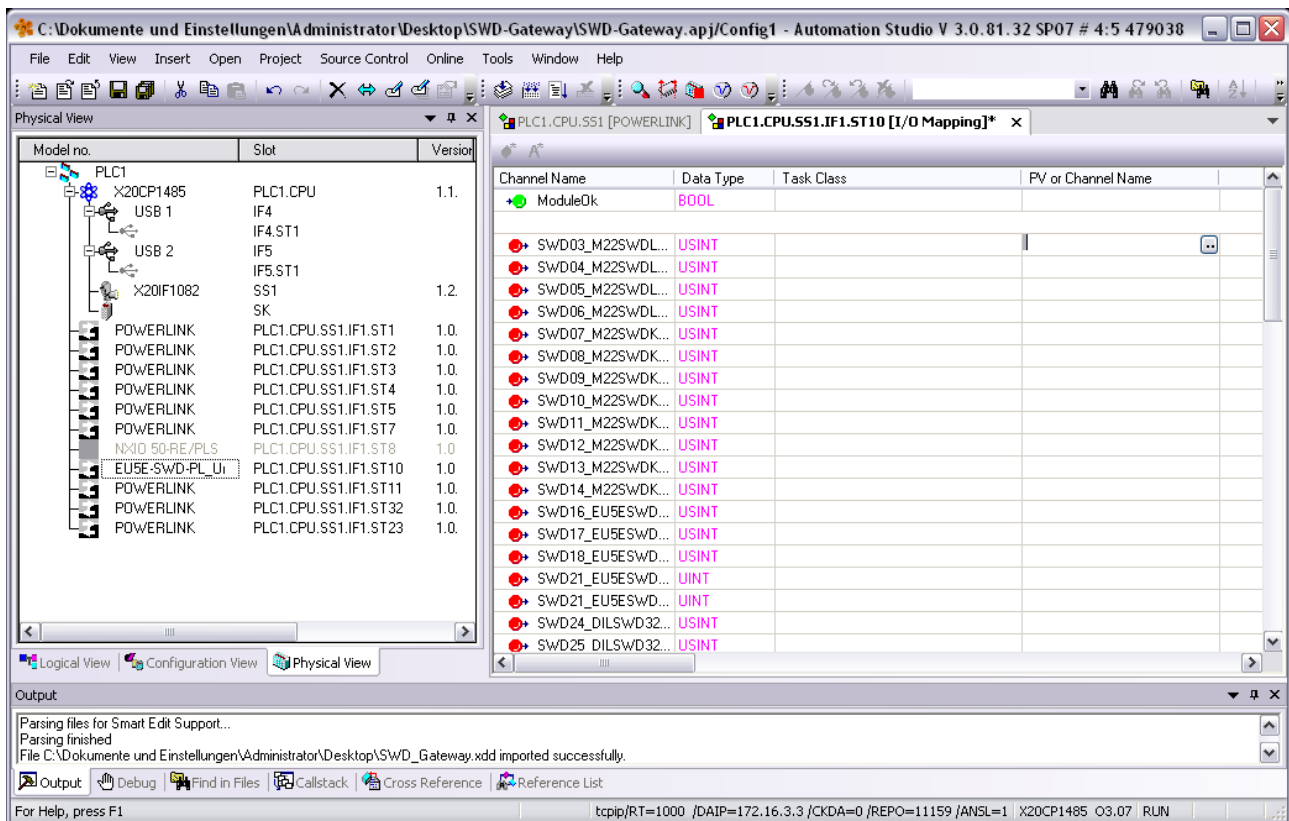 C:\Dokumente und Einstellungen\Administrator\Desktop\SWD-Gateway\SWD-Gateway.apj/Config1 - Automation Studio V 3.0.81.32 SP07 # 4:5 479038
File Edit View Insert Open Project Source Control Online Tools Window Help
Physical View
PLC1.CPU.SS1 [POWERLINK] PLC1.CPU.SS1.IF1.ST10 [I/O Mapping]*
Model no. Slot Version
PLC1
X20CP1485 PLC1.CPU 1.1.
USB 1 IF4
IF4.ST1
USB 2 IF5
IF5.ST1
X20IF1082 SS1 1.2.
SK
POWERLINK PLC1.CPU.SS1.IF1.ST1 1.0.
POWERLINK PLC1.CPU.SS1.IF1.ST2 1.0.
POWERLINK PLC1.CPU.SS1.IF1.ST3 1.0.
POWERLINK PLC1.CPU.SS1.IF1.ST4 1.0.
POWERLINK PLC1.CPU.SS1.IF1.ST5 1.0.
POWERLINK PLC1.CPU.SS1.IF1.ST7 1.0.
NXIO 50-RE/PLS PLC1.CPU.SS1.IF1.ST8 1.0
EU5E-SWD-PL_U PLC1.CPU.SS1.IF1.ST10 1.0
POWERLINK PLC1.CPU.SS1.IF1.ST11 1.0.
POWERLINK PLC1.CPU.SS1.IF1.ST32 1.0.
POWERLINK PLC1.CPU.SS1.IF1.ST23 1.0.
Logical View Configuration View Physical View
Channel Name Data Type Task Class PV or Channel Name
ModuleOk BOOL
SWD03_M22SWDL... USINT
SWD04_M22SWDL... USINT
SWD05_M22SWDL... USINT
SWD06_M22SWDL... USINT
SWD07_M22SWDK... USINT
SWD08_M22SWDK... USINT
SWD09_M22SWDK... USINT
SWD10_M22SWDK... USINT
SWD11_M22SWDK... USINT
SWD12_M22SWDK... USINT
SWD13_M22SWDK... USINT
SWD14_M22SWDK... USINT
SWD16_EU5ESWD... USINT
SWD17_EU5ESWD... USINT
SWD18_EU5ESWD... USINT
SWD21_EU5ESWD... UINT
SWD21_EU5ESWD... UINT
SWD24_DILSWD32... USINT
SWD25 DILSWD32... USINT
Output
Parsing files for Smart Edit Support...
Parsing finished
File C:\Dokumente und Einstellungen\Administrator\Desktop\SWD_Gateway.xdd imported successfully.
Output Debug Find in Files Callstack Cross Reference Reference List
For Help, press F1 tcpip/RT=1000 /DAIP=172.16.3.3 /CKDA=0 /REPO=11159 /ANSL=1 X20CP1485 O3.07 RUN